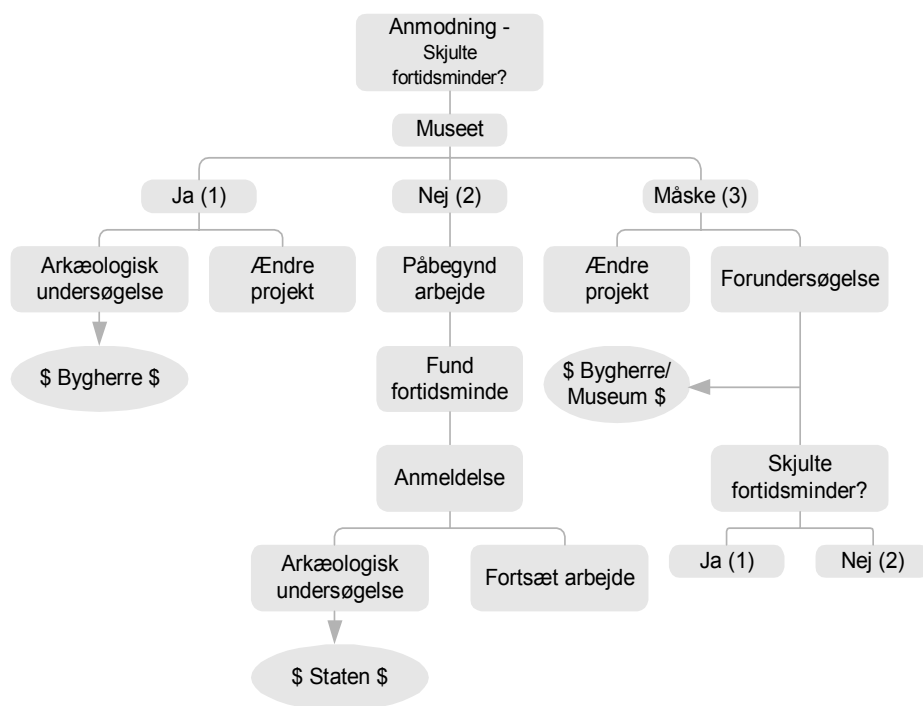 Anmodning -
Skjulte
fortidsminder?
Museet
Ja (1)
Nej (2)
Måske (3)
Arkæologisk
undersøgelse
Ændre
projekt
Påbegynd
arbejde
Ændre
projekt
Forundersøgelse
$ Bygherre $
Fund
fortidsminde
$ Bygherre/
Museum $
Anmeldelse
Skjulte
fortidsminder?
Arkæologisk
undersøgelse
Fortsæt arbejde
Ja (1)
Nej (2)
$ Staten $